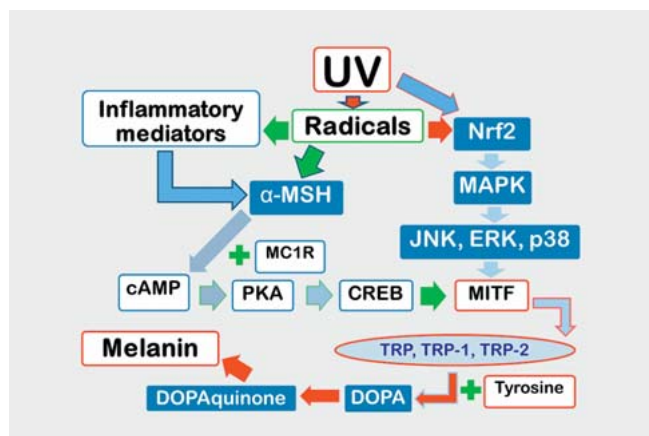 UV
Inflammatory
mediators
Radicals
Nrf2
α-MSH
MAPK
JNK, ERK, p38
MC1R
cAMP
PKA
CREB
MITF
TRP, TRP-1, TRP-2
Melanin
Tyrosine
DOPAquinone
DOPA